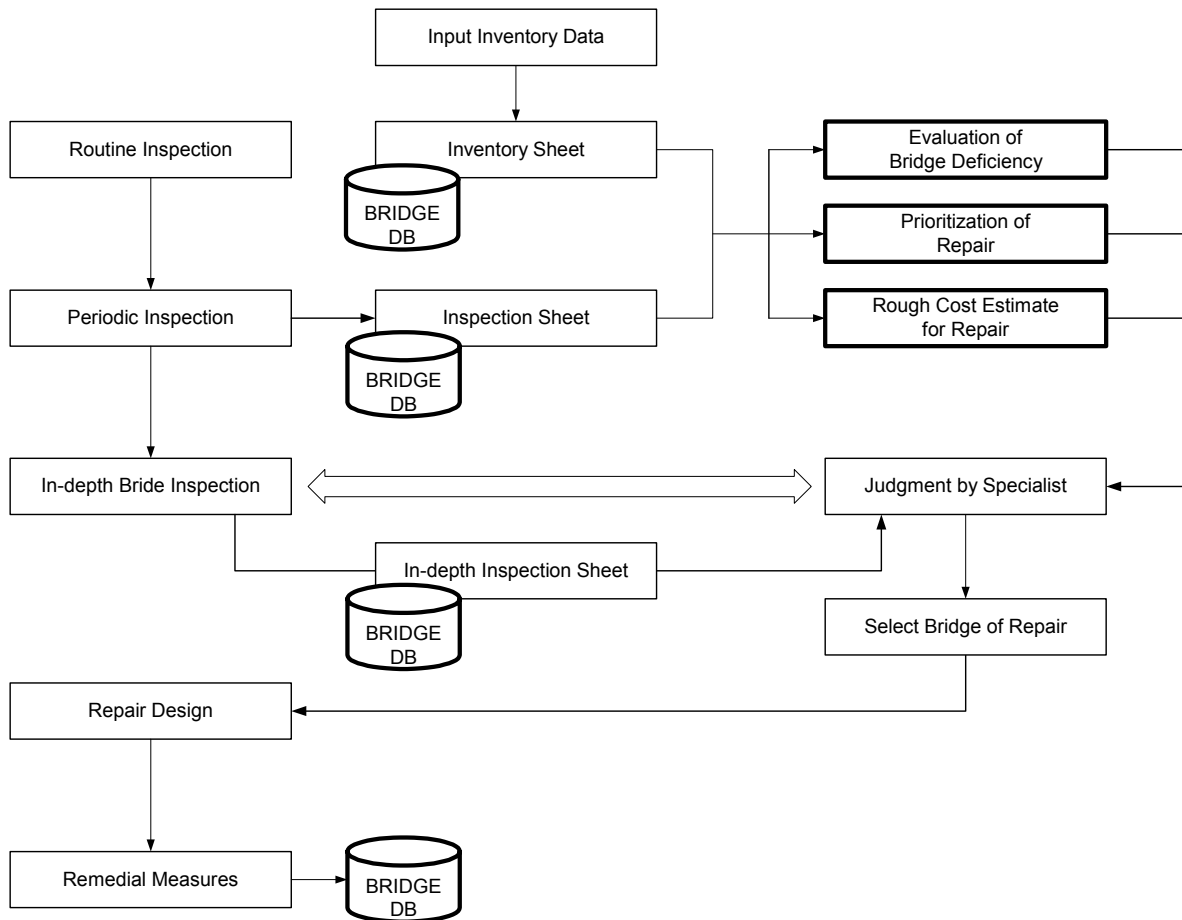 Input Inventory Data
Routine Inspection
Inventory Sheet
Evaluation of
Bridge Deficiency
BRIDGE
DB
Prioritization of
Repair
Periodic Inspection
Inspection Sheet
Rough Cost Estimate
for Repair
BRIDGE
DB
In-depth Bride Inspection
Judgment by Specialist
In-depth Inspection Sheet
BRIDGE
DB
Select Bridge of Repair
Repair Design
Remedial Measures
BRIDGE
DB